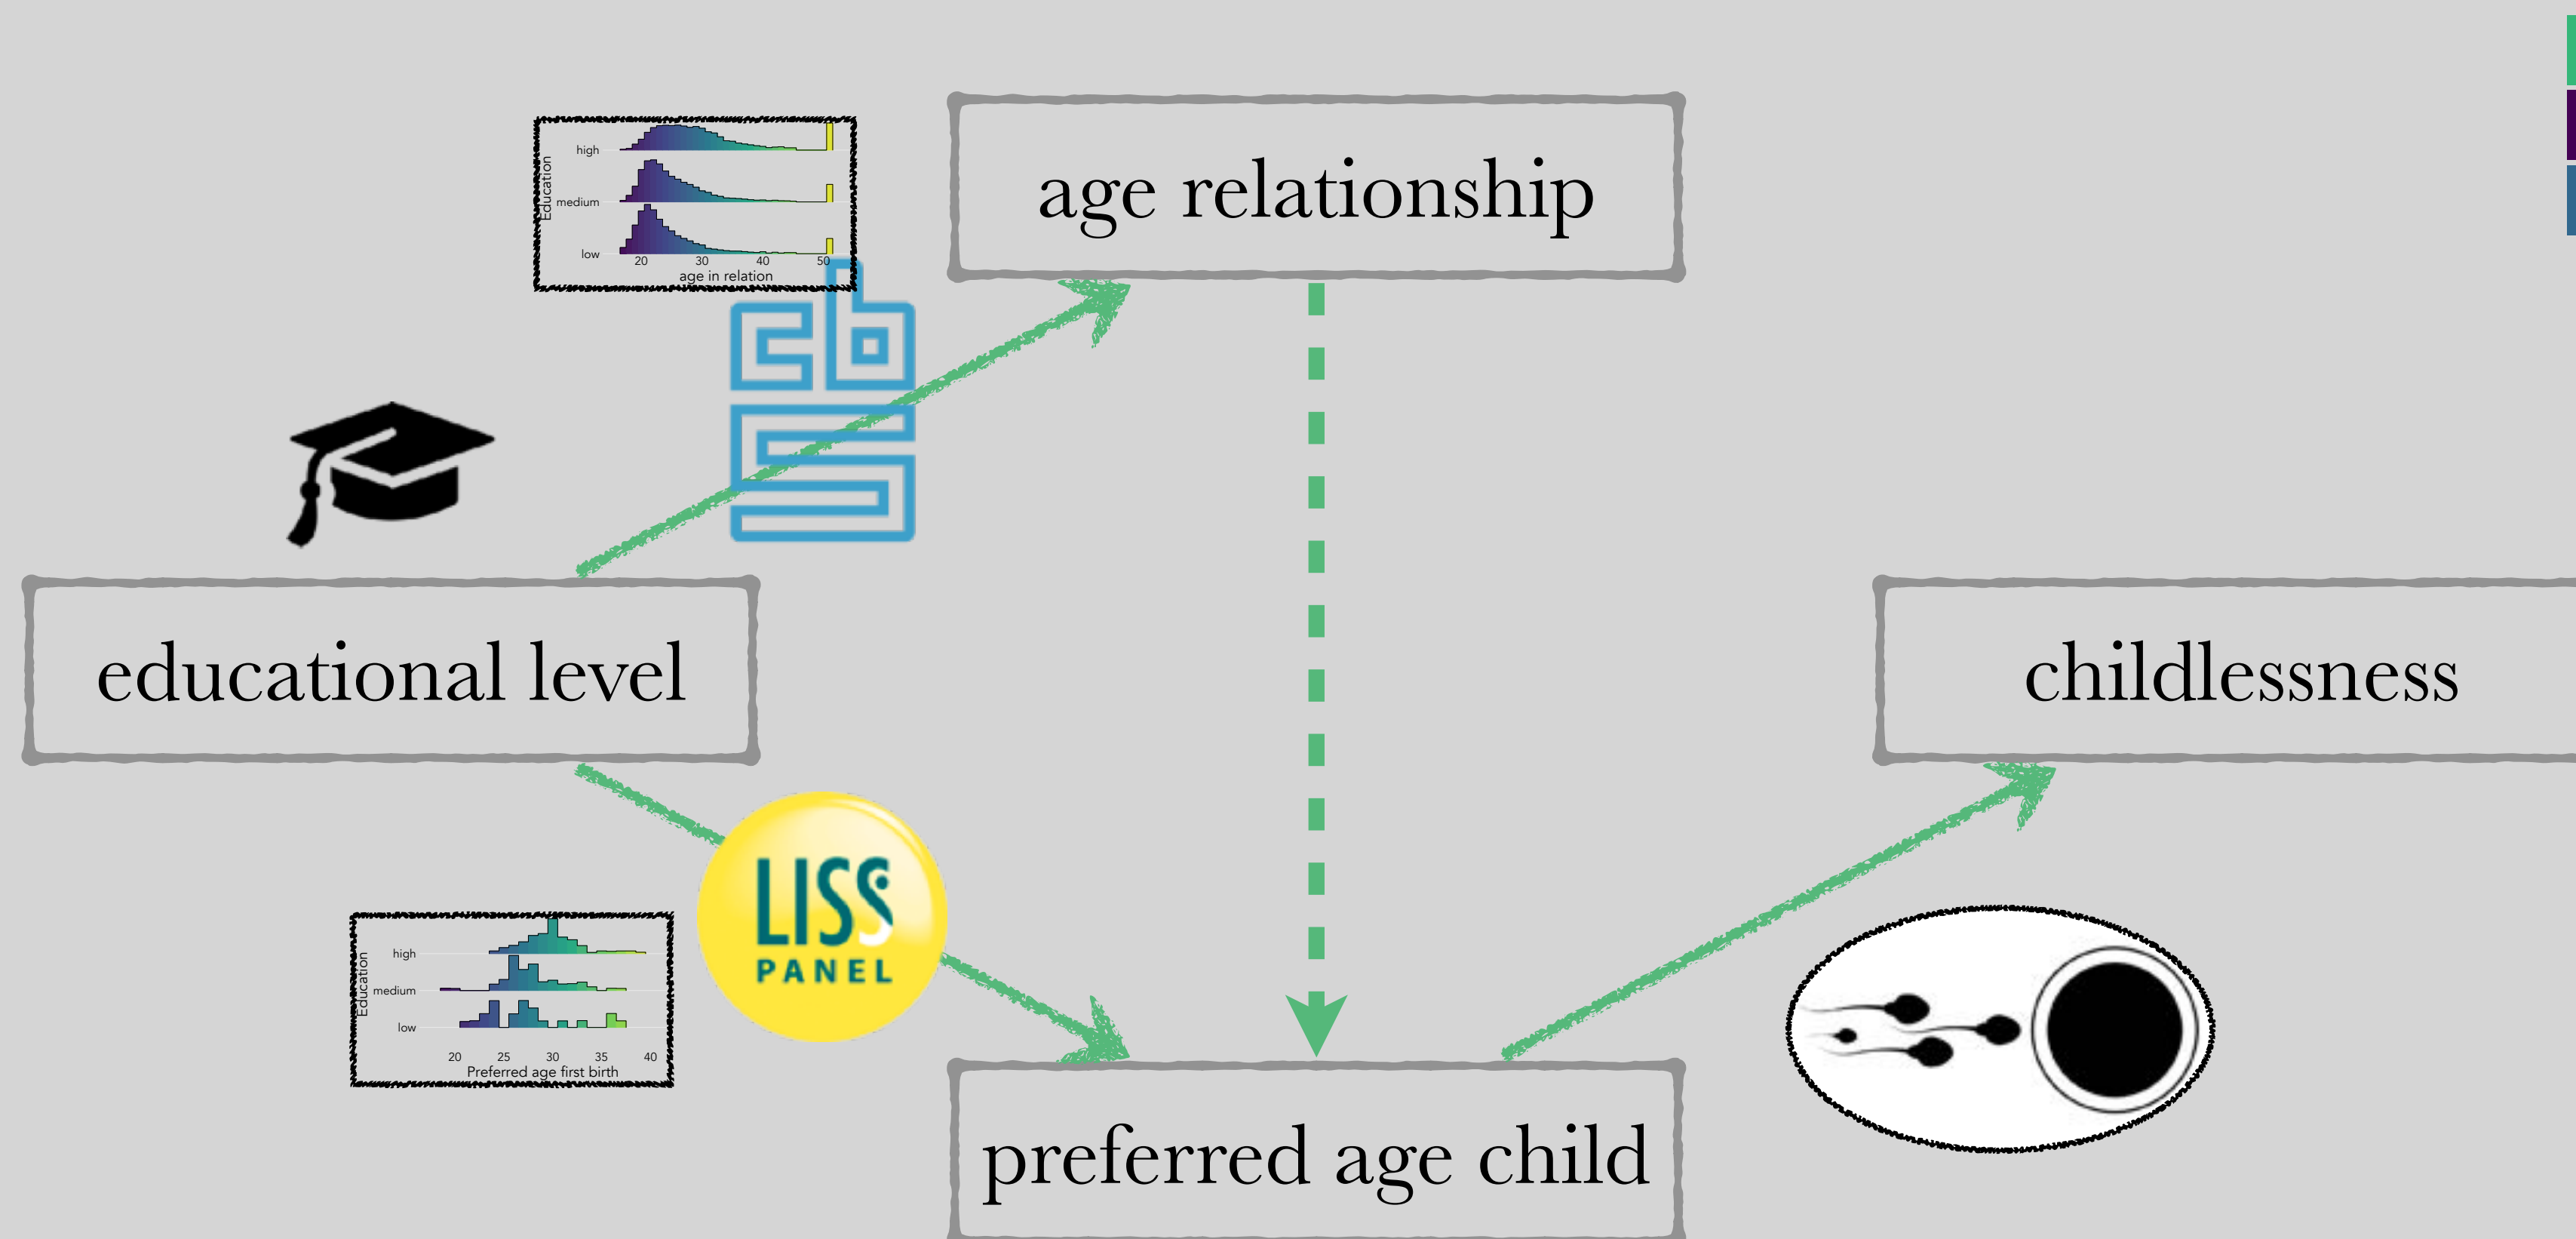 age relationship
Education
high
medium
low
20 30 40 50
age in relation
cbs
educational level
childlessness
LISS
PANEL
Education
high
medium
low
20 25 30 35 40
Preferred age first birth
preferred age child